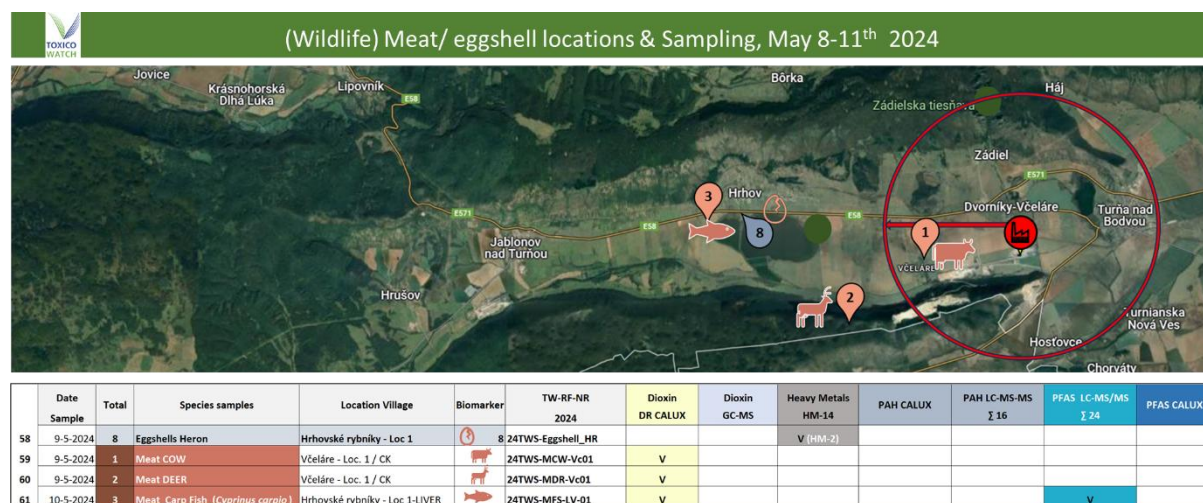 TOXICO
WATCH
(Wildlife) Meat/ eggshell locations & Sampling, May 8-11th 2024
Jovice
Krásnohorská
Dlhá Lúka
Lipovník
E58
Bôrka
Zádielska tiesňava
Háj
Zádiel
E571
3
Hrhov
8
E58
Dvorníky-Včeláre
Turňa nad
Bodvou
1
E571
Jablonov
nad Turňou
E58
VČELÁRE
Hrušov
2
Turnianska
Nová Ves
Hosťovce
Chorváty
Date
Sample
Total
Species samples
Location Village
Biomarker
TW-RF-NR
2024
Dioxin
DR CALUX
Dioxin
GC-MS
Heavy Metals
HM-14
PAH CALUX
PAH LC-MS-MS
Σ 16
PFAS LC-MS/MS
Σ 24
PFAS CALUX
58 9-5-2024 8 Eggshells Heron Hrhovské rybníky - Loc 1 8 24TWS-Eggshell_HR V (HM-2)
59 9-5-2024 1 Meat COW Včeláre - Loc. 1 / CK 24TWS-MCW-Vc01 V
60 9-5-2024 2 Meat DEER Včeláre - Loc. 1 / CK 24TWS-MDR-Vc01 V
61 10-5-2024 3 Meat Carp Fish (Cyprinus carpio) Hrhovské rybníky - Loc 1-LIVER 24TWS-MFS-LV-01 V V